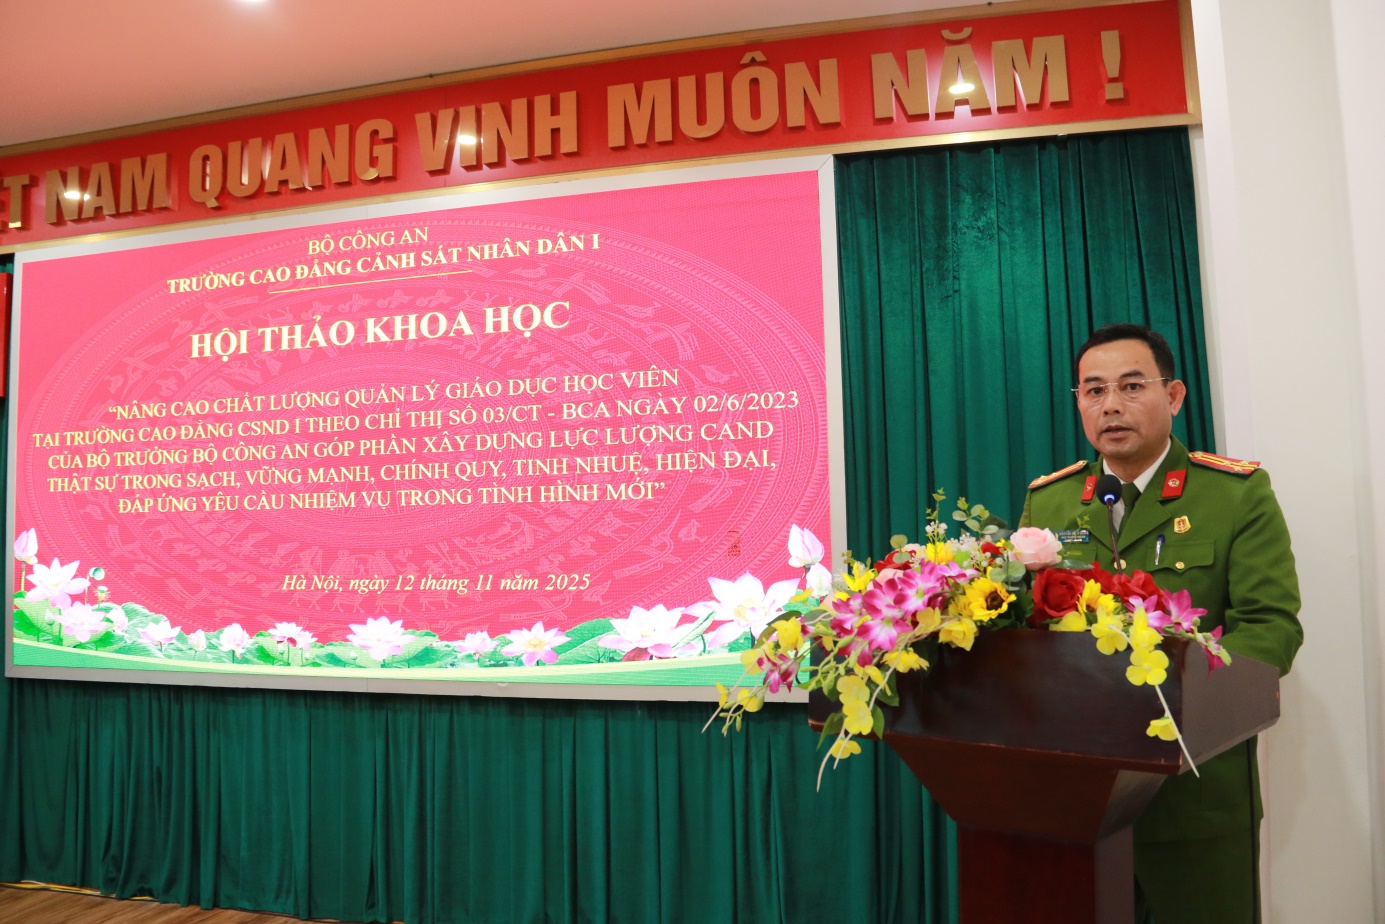 NAM QUANG VINH MUÔN NĂM !
BỘ CÔNG AN
TRƯỜNG CAO ĐẲNG CẢNH SÁT NHÂN DÂN I
HỘI THẢO KHOA HỌC
“NÂNG CAO CHẤT LƯỢNG QUẢN LÝ GIÁO DỤC HỌC VIÊN
TẠI TRƯỜNG CAO ĐẲNG CSND I THEO CHỈ THỊ SỐ 03/CT - BCA NGÀY 02/6/2023
CỦA BỘ TRƯỞNG BỘ CÔNG AN GÓP PHẦN XÂY DỰNG LỰC LƯỢNG CAND
THẬT SỰ TRONG SẠCH, VỮNG MẠNH, CHÍNH QUY, TINH NHUỆ, HIỆN ĐẠI,
ĐÁP ỨNG YÊU CẦU NHIỆM VỤ TRONG TÌNH HÌNH MỚI”
Hà Nội, ngày 12 tháng 11 năm 2025